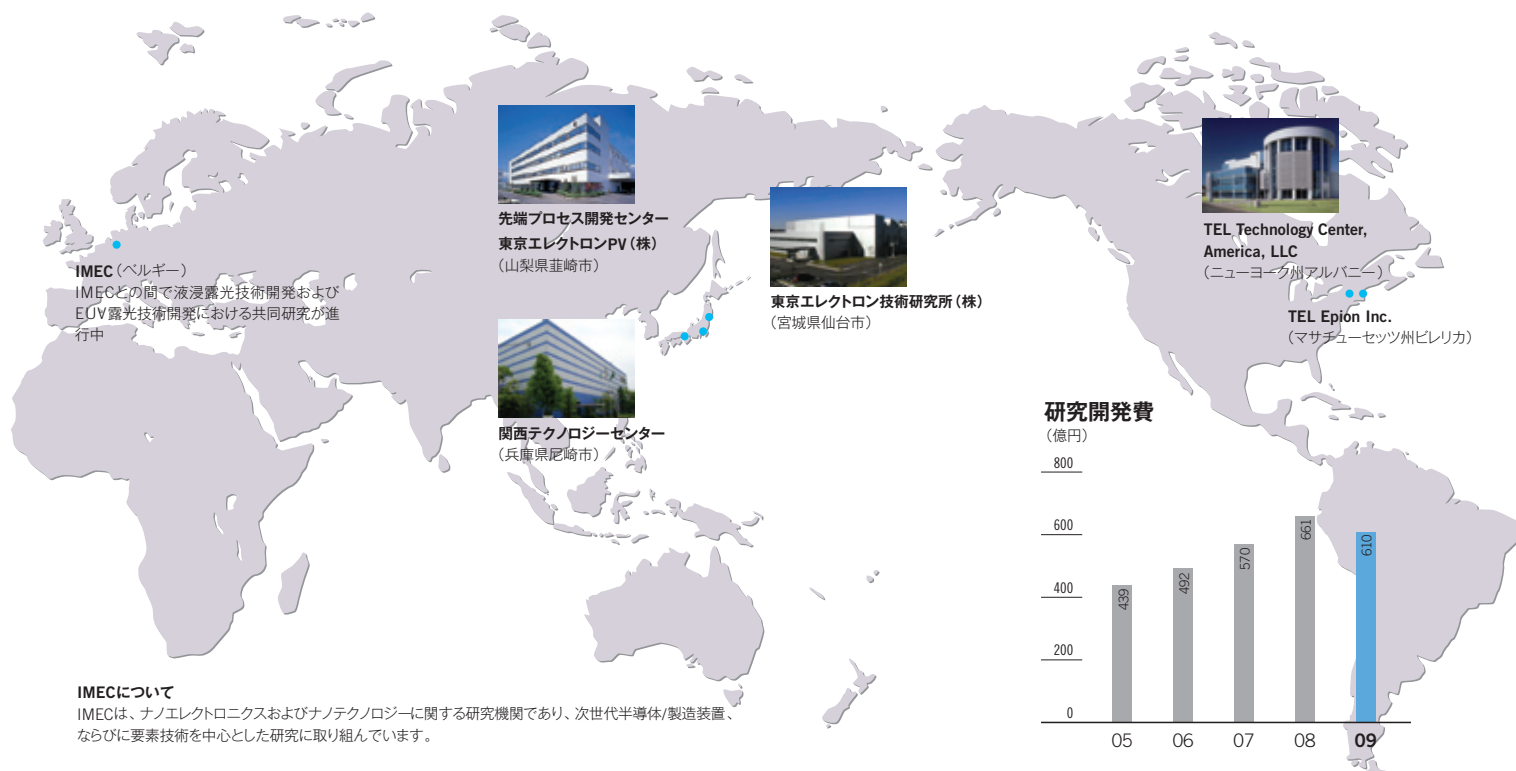 先端プロセス開発センター
東京エレクトロンPV（株）
（山梨県韮崎市）
TEL Technology Center,
America, LLC
（ニューヨーク州アルバニー）
IMEC（ベルギー）
IMECとの間で液浸露光技術開発および
EUV露光技術開発における共同研究が進
行中
東京エレクトロン技術研究所（株）
（宮城県仙台市）
TEL Epion Inc.
（マサチューセッツ州ビレリカ）
関西テクノロジーセンター
（兵庫県尼崎市）
研究開発費
（億円）
800
600
400
200
0
439
492
570
661
610
05
06
07
08
09
IMECについて
IMECは、ナノエレクトロニクスおよびナノテクノロジーに関する研究機関であり、次世代半導体/製造装置、
ならびに要素技術を中心とした研究に取り組んでいます。